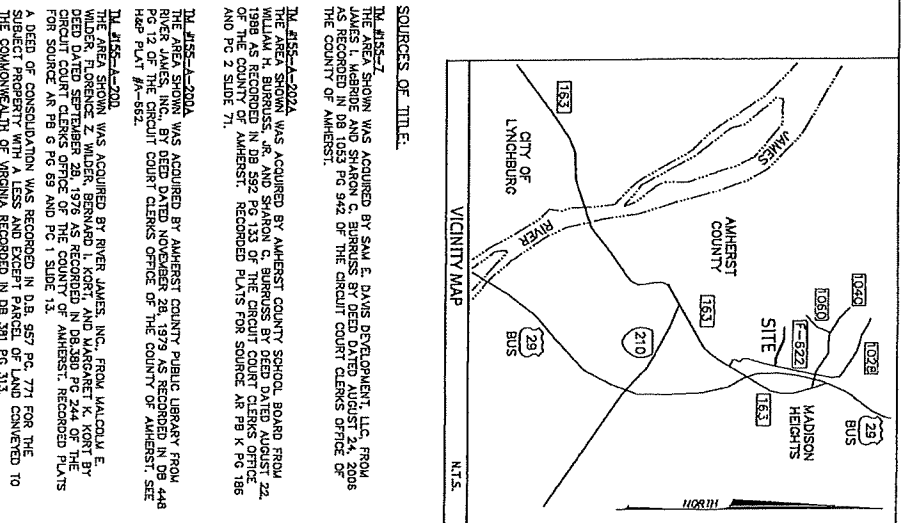 163
JAMES
RIVER
CITY OF
LYNCHBURG
AMHERST
COUNTY
1040
1060
1028
F-622
SITE
163
210
29
BUS
163
MADISON
HEIGHTS
29
BUS
NORTH
VICINITY MAP
N.T.S.
SOURCES OF TITLE:
TM #155-7
THE AREA SHOWN WAS ACQUIRED BY SAM E. DAVIS DEVELOPMENT, LLC, FROM
JAMES I. McBRIDE AND SHARON C. BURRUSS BY DEED DATED AUGUST 24, 2006
AS RECORDED IN DB 1053 PG 942 OF THE CIRCUIT COURT CLERKS OFFICE OF
THE COUNTY OF AMHERST.
TM #155-A-202A
THE AREA SHOWN WAS ACQUIRED BY AMHERST COUNTY SCHOOL BOARD FROM
WILLIAM H. BURRUSS, JR. AND SHARON C. BURRUSS BY DEED DATED AUGUST 22,
1988 AS RECORDED IN DB 592 PG 133 OF THE CIRCUIT COURT CLERKS OFFICE
OF THE COUNTY OF AMHERST. RECORDED PLATS FOR SOURCE AR PB K PG 186
AND PC 2 SLIDE 71.
TM #155-A-200A
THE AREA SHOWN WAS ACQUIRED BY AMHERST COUNTY PUBLIC LIBRARY FROM
RIVER JAMES, INC., BY DEED DATED NOVEMBER 28, 1979 AS RECORDED IN DB 448
PG 12 OF THE CIRCUIT COURT CLERKS OFFICE OF THE COUNTY OF AMHERST. SEE
H&P PLAT #A-552.
TM #155-A-200
THE AREA SHOWN WAS ACQUIRED BY RIVER JAMES, INC., FROM MALCOLM E.
WILDER, FLORENCE Z. WILDER, BERNARD I. KORT, AND MARGARET K. KORT BY
DEED DATED SEPTEMBER 28, 1976 AS RECORDED IN DB.380 PG 244 OF THE
CIRCUIT COURT CLERKS OFFICE OF THE COUNTY OF AMHERST. RECORDED PLATS
FOR SOURCE AR PB G PG 69 AND PC 1 SLIDE 13.
A DEED OF CONSOLIDATION WAS RECORDED IN D.B. 957 PG. 771 FOR THE
SUBJECT PROPERTY WITH A LESS AND EXCEPT PARCEL OF LAND CONVEYED TO
THE COMMONWEALTH OF VIRGINIA RECORDED IN DB 381 PG 313.